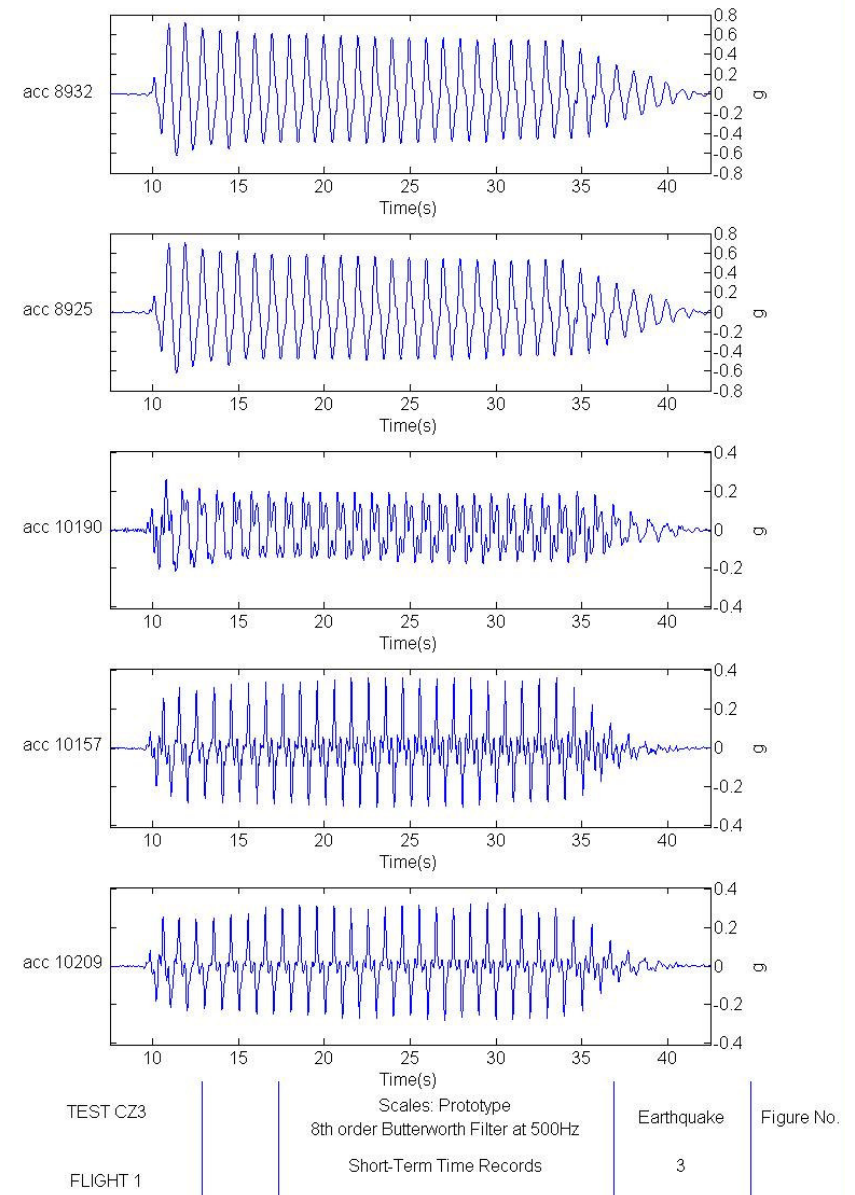 acc 8932
0.8
0.6
0.4
0.2
0
-0.2
-0.4
-0.6
-0.8
g
10 15 20 25 30 35 40
Time(s)
acc 8925
0.8
0.6
0.4
0.2
0
-0.2
-0.4
-0.6
-0.8
g
10 15 20 25 30 35 40
Time(s)
acc 10190
0.4
0.2
0
-0.2
-0.4
g
10 15 20 25 30 35 40
Time(s)
acc 10157
0.4
0.2
0
-0.2
-0.4
g
10 15 20 25 30 35 40
Time(s)
acc 10209
0.4
0.2
0
-0.2
-0.4
g
10 15 20 25 30 35 40
Time(s)
TEST CZ3
FLIGHT 1
Scales: Prototype
8th order Butterworth Filter at 500Hz
Short-Term Time Records
Earthquake
3
Figure No.